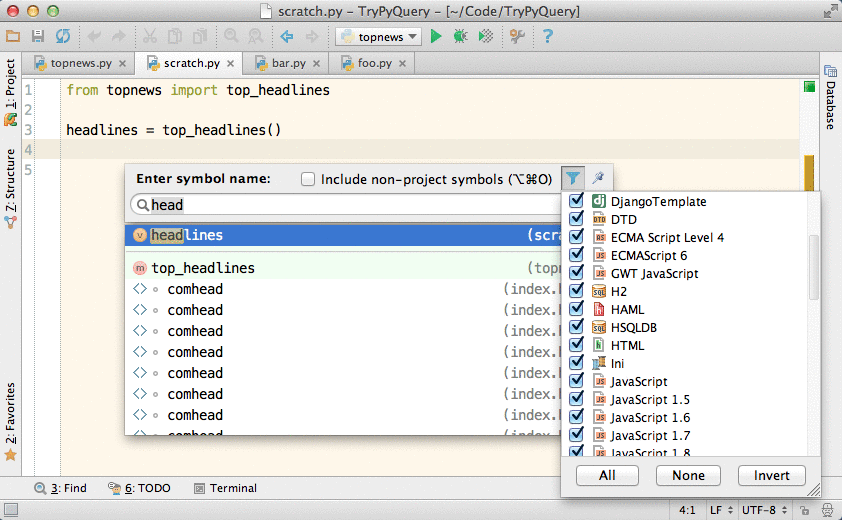 scratch.py – TryPyQuery – [~/Code/TryPyQuery]
topnews
topnews.py
scratch.py
bar.py
foo.py
1: Project
7: Structure
2: Favorites
Database
1 from topnews import top_headlines
2
3 headlines = top_headlines()
4
5
Enter symbol name:
Include non-project symbols (⌥⌘O)
head
v headlines (scra
m top_headlines (topn
<> comhead (index.h
<> comhead (index.h
<> comhead (index.h
<> comhead (index.h
<> comhead (index.h
<> comhead (index.h
<> comhead (index.h
<> comhead (index.h
DjangoTemplate
DTD
ECMA Script Level 4
ECMAScript 6
GWT JavaScript
H2
HAML
HSQLDB
HTML
Ini
JavaScript
JavaScript 1.5
JavaScript 1.6
JavaScript 1.7
JavaScript 1.8
All None Invert
3: Find 6: TODO Terminal
4:1 LF UTF-8